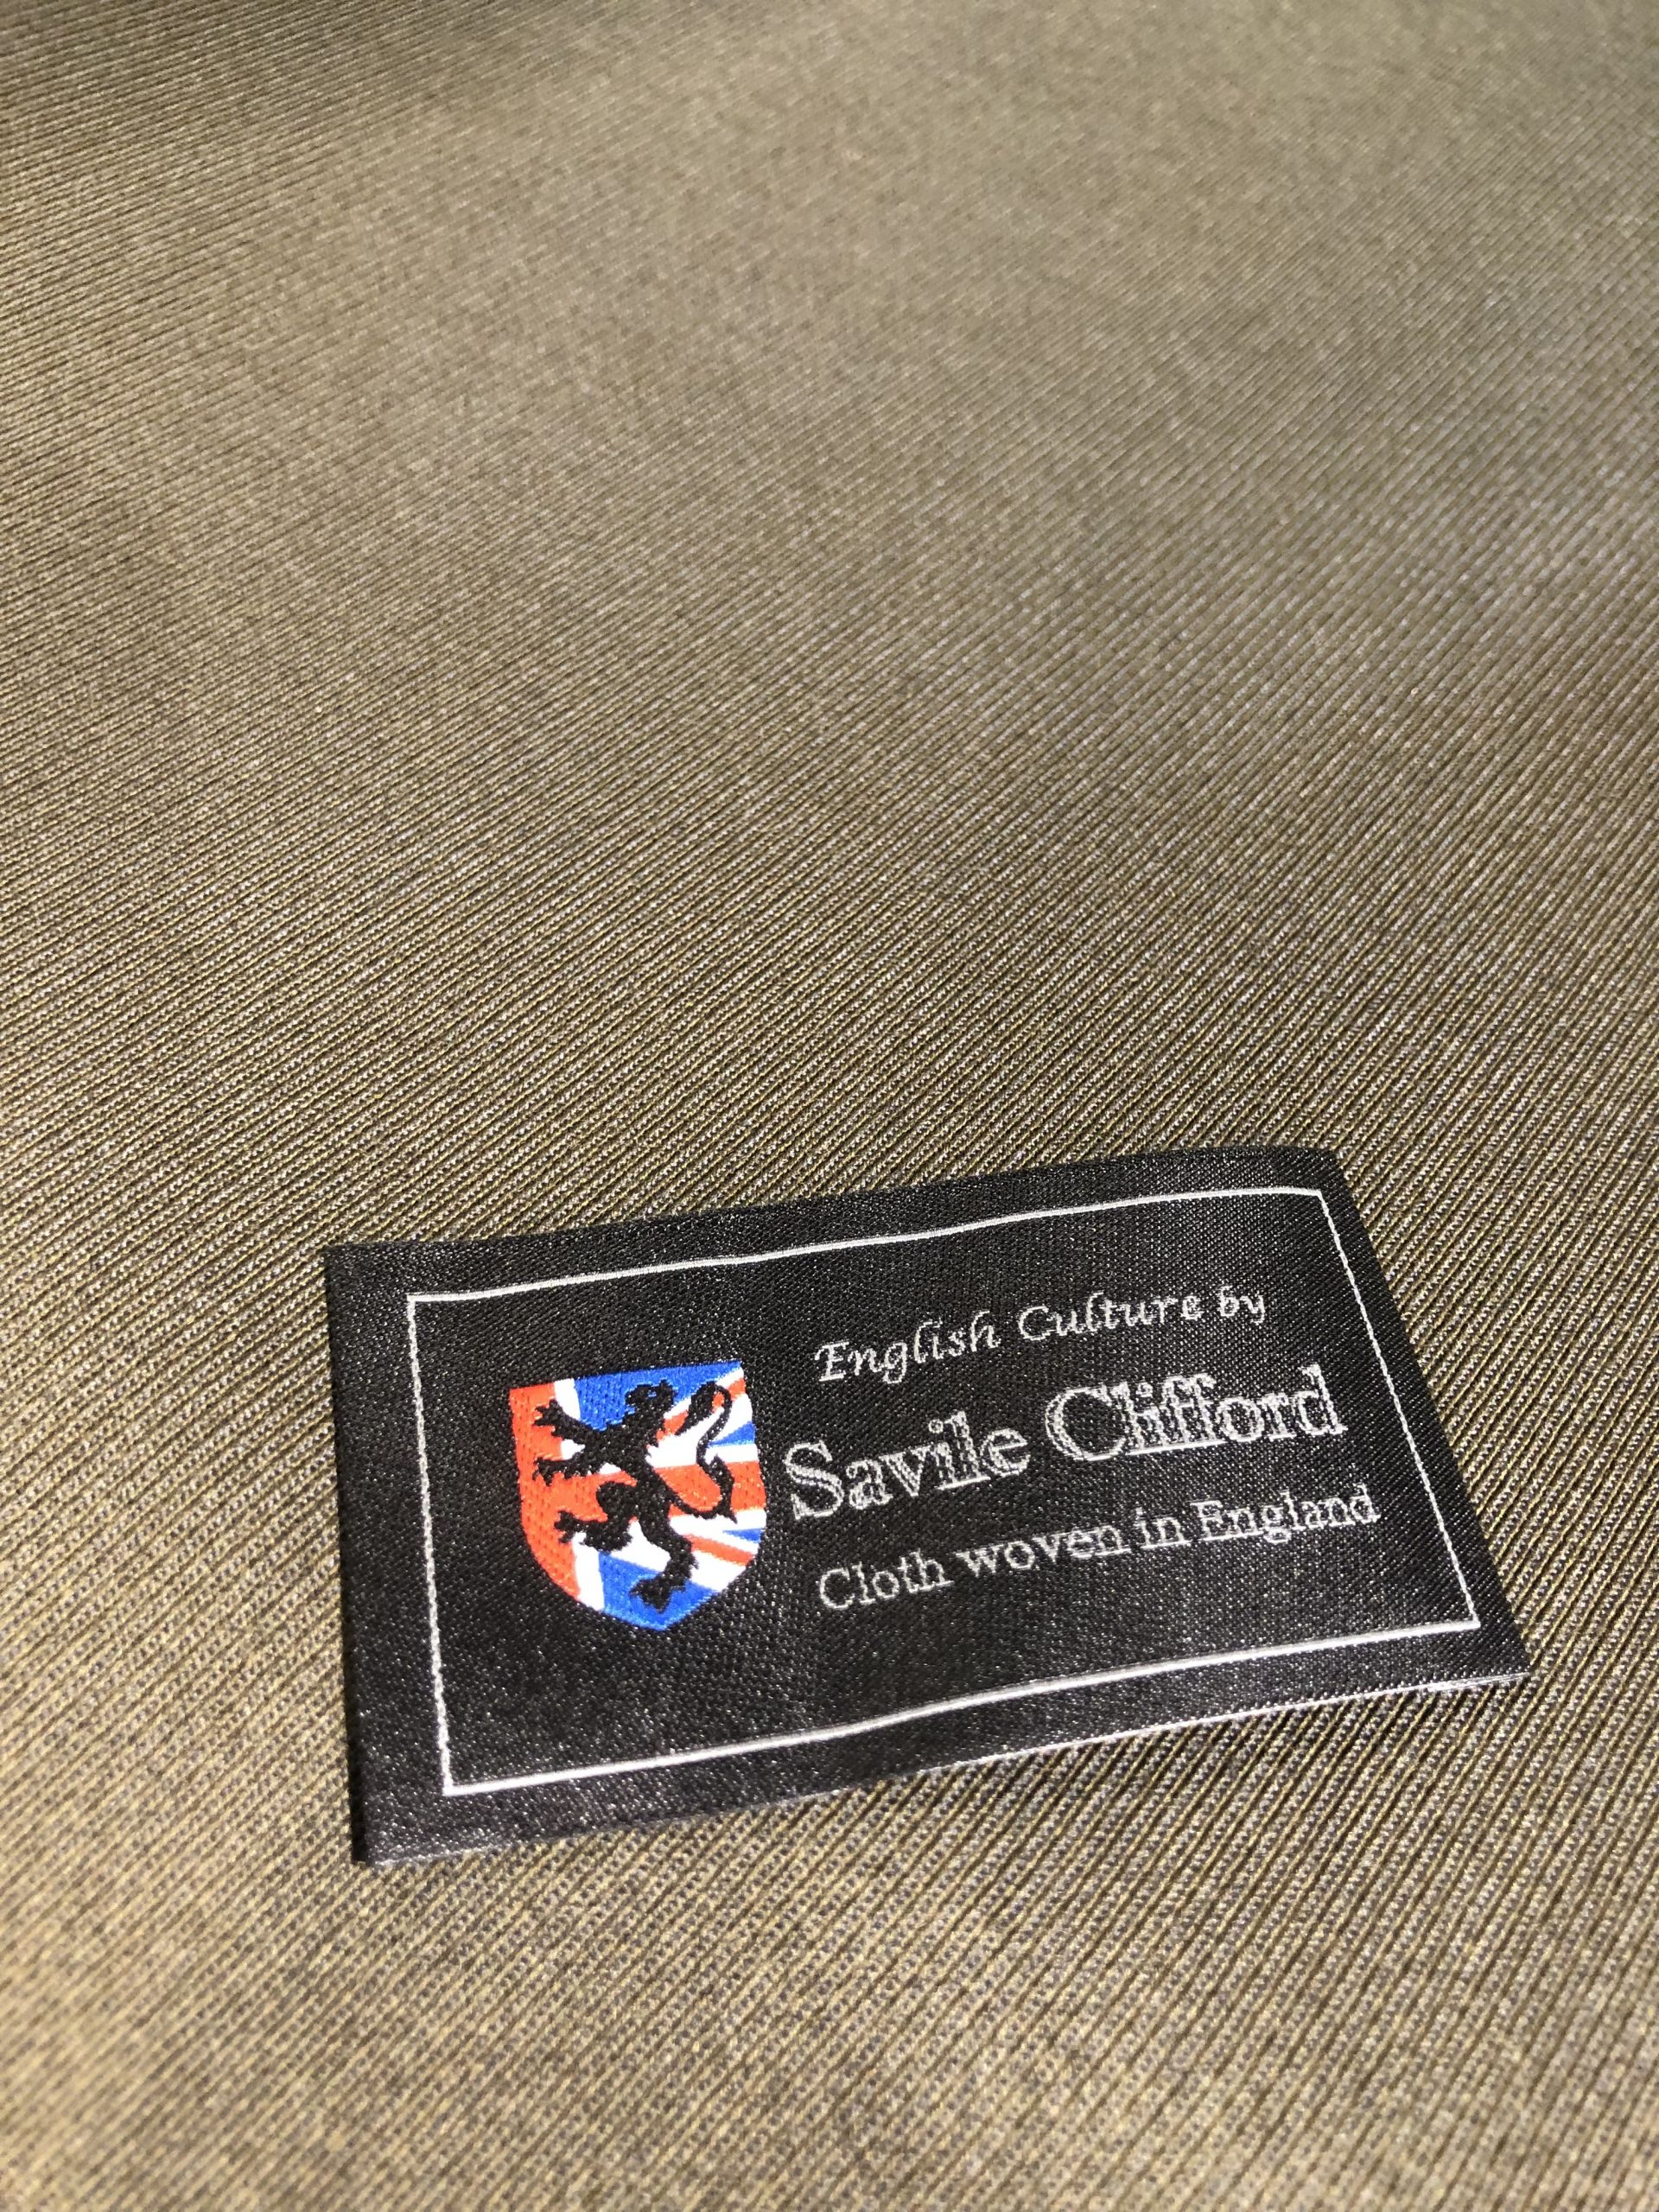 English Culture by
Savile Clifford
Cloth woven in England